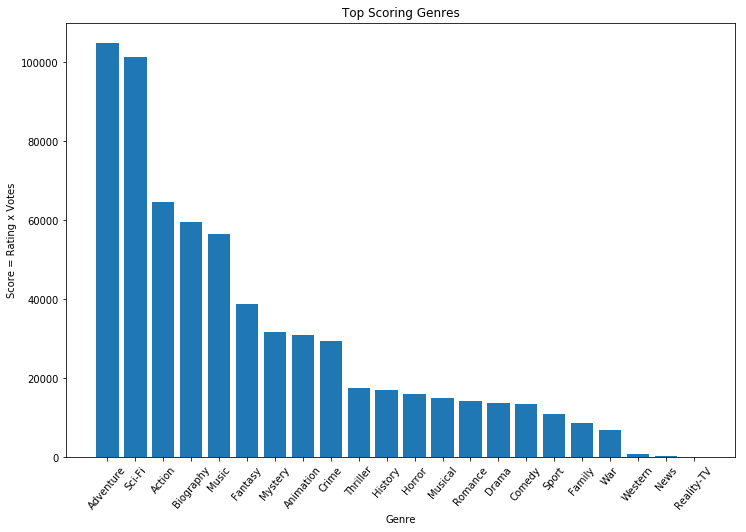 Top Scoring Genres
Score = Rating x Votes
100000
80000
60000
40000
20000
0
Adventure
Sci-Fi
Action
Biography
Music
Fantasy
Mystery
Animation
Crime
Thriller
History
Horror
Musical
Romance
Drama
Comedy
Sport
Family
War
Western
News
Reality-TV
Genre